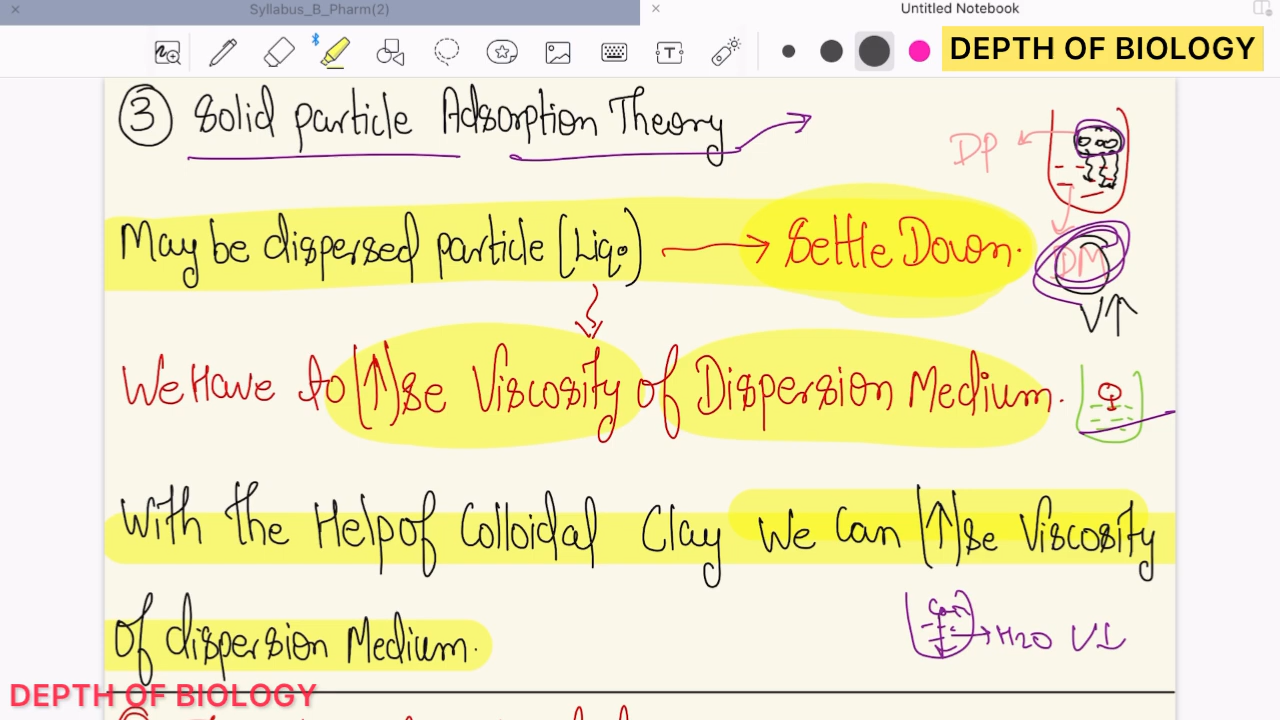 Syllabus_B_Pharm(2)
Untitled Notebook
DEPTH OF BIOLOGY
③ Solid particle Adsorption Theory
DP
May be dispersed particle (Liq.) → Settle Down.
DM
V↑
We Have to (↑)se Viscosity of Dispersion Medium.
With the Help of Colloidal Clay We Can (↑)se Viscosity
of dispersion Medium.
H2O V↓
DEPTH OF BIOLOGY